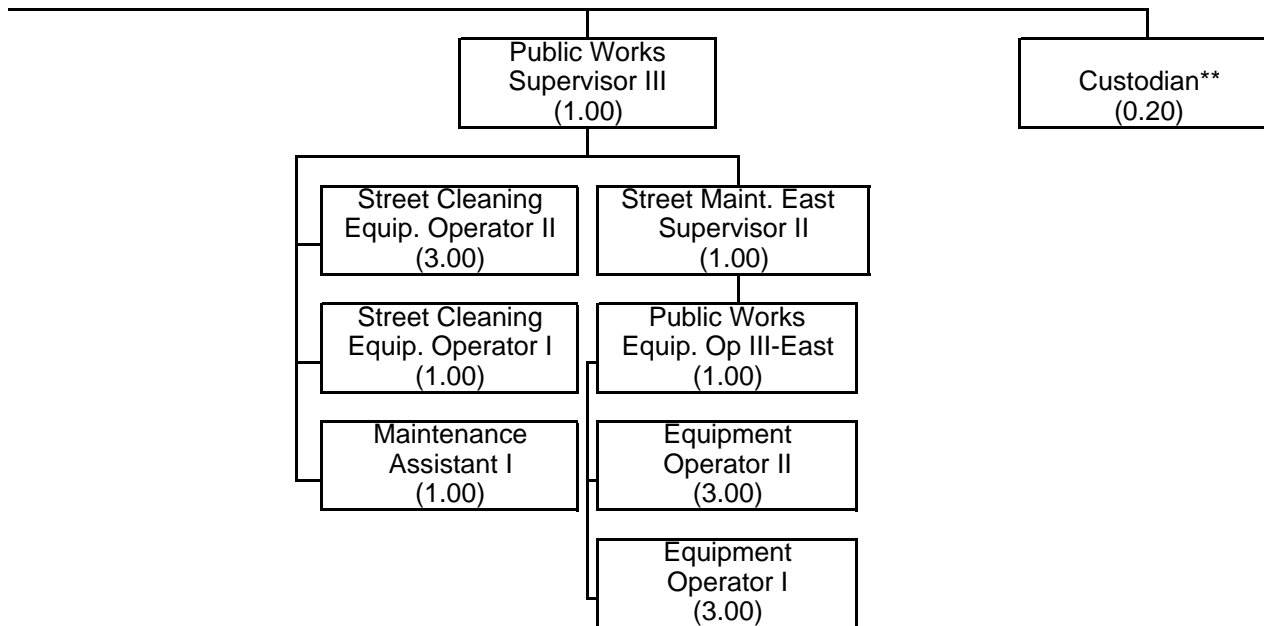 Public Works
Supervisor III
(1.00)
Custodian**
(0.20)
Street Cleaning
Equip. Operator II
(3.00)
Street Maint. East
Supervisor II
(1.00)
Street Cleaning
Equip. Operator I
(1.00)
Public Works
Equip. Op III-East
(1.00)
Maintenance
Assistant I
(1.00)
Equipment
Operator II
(3.00)
Equipment
Operator I
(3.00)